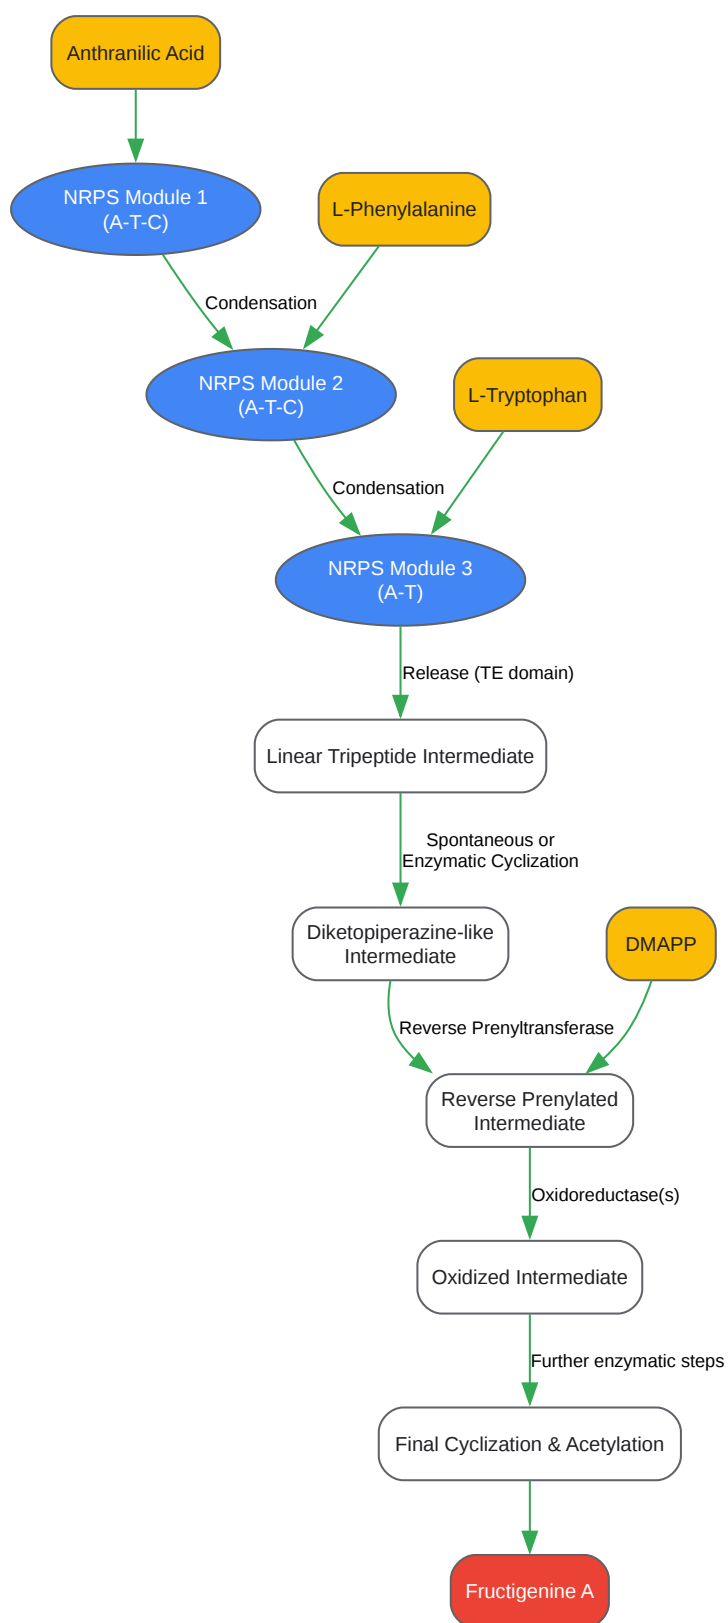 Anthranilic Acid
NRPS Module 1
(A-T-C)
L-Phenylalanine
Condensation
NRPS Module 2
(A-T-C)
L-Tryptophan
Condensation
NRPS Module 3
(A-T)
Release (TE domain)
Linear Tripeptide Intermediate
Spontaneous or
Enzymatic Cyclization
Diketopiperazine-like
Intermediate
DMAPP
Reverse Prenyltransferase
Reverse Prenylated
Intermediate
Oxidoreductase(s)
Oxidized Intermediate
Further enzymatic steps
Final Cyclization & Acetylation
Fructigenine A